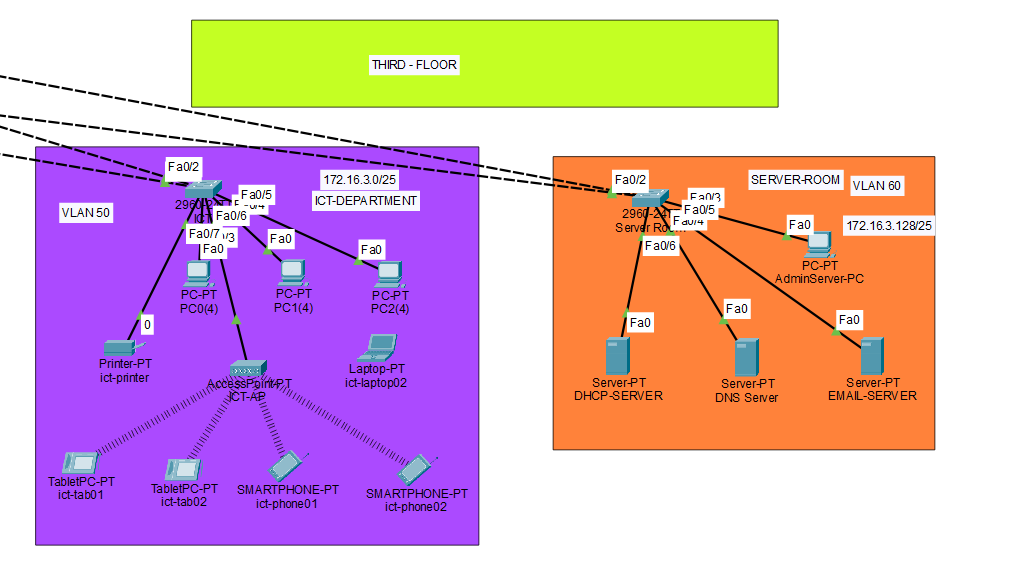 THIRD - FLOOR
Fa0/2
172.16.3.0/25
ICT-DEPARTMENT
VLAN 50
Fa0/5
Fa0/6
Fa0/7
Fa0
Fa0
Fa0
PC-PT
PC0(4)
PC-PT
PC1(4)
PC-PT
PC2(4)
0
Printer-PT
ict-printer
AccessPoint-PT
ICT-AP
Laptop-PT
ict-laptop02
TabletPC-PT
ict-tab01
TabletPC-PT
ict-tab02
SMARTPHONE-PT
ict-phone01
SMARTPHONE-PT
ict-phone02
Fa0/2
SERVER-ROOM
VLAN 60
172.16.3.128/25
Fa0/3
Fa0/5
Fa0/4
Server Room
Fa0/6
Fa0
PC-PT
AdminServer-PC
Fa0
Fa0
Fa0
Server-PT
DHCP-SERVER
Server-PT
DNS Server
Server-PT
EMAIL-SERVER